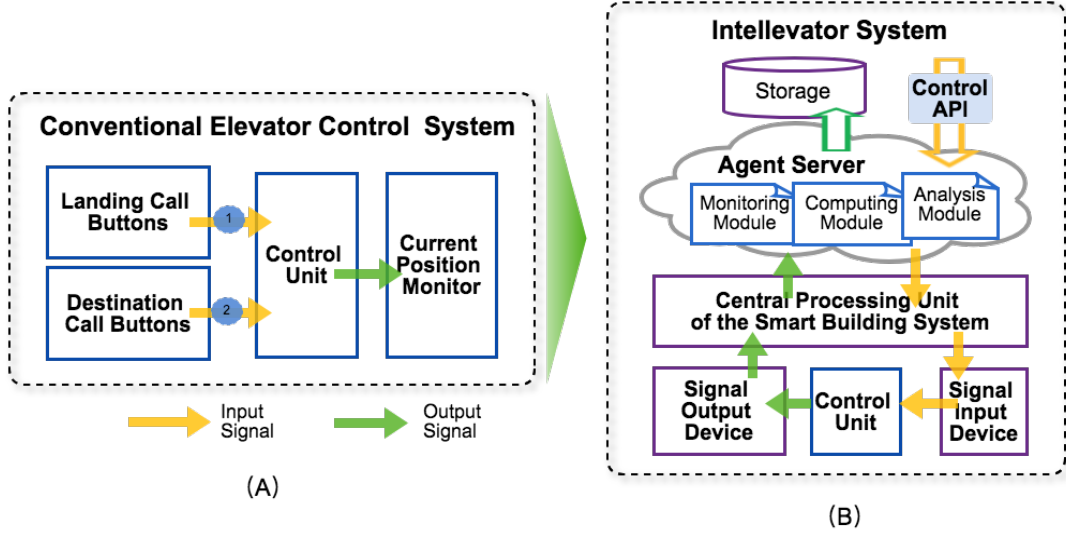 Conventional Elevator Control System
Landing Call
Buttons
1
Destination
Call Buttons
2
Control
Unit
Current
Position
Monitor
Input
Signal
Output
Signal
(A)
Intellevator System
Storage
Control
API
Agent Server
Monitoring
Module
Computing
Module
Analysis
Module
Central Processing Unit
of the Smart Building System
Signal
Output
Device
Control
Unit
Signal
Input
Device
(B)